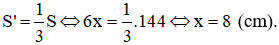 S' = 1/3 S ⇔ 6x = 1/3 .144 ⇔ x = 8 (cm).